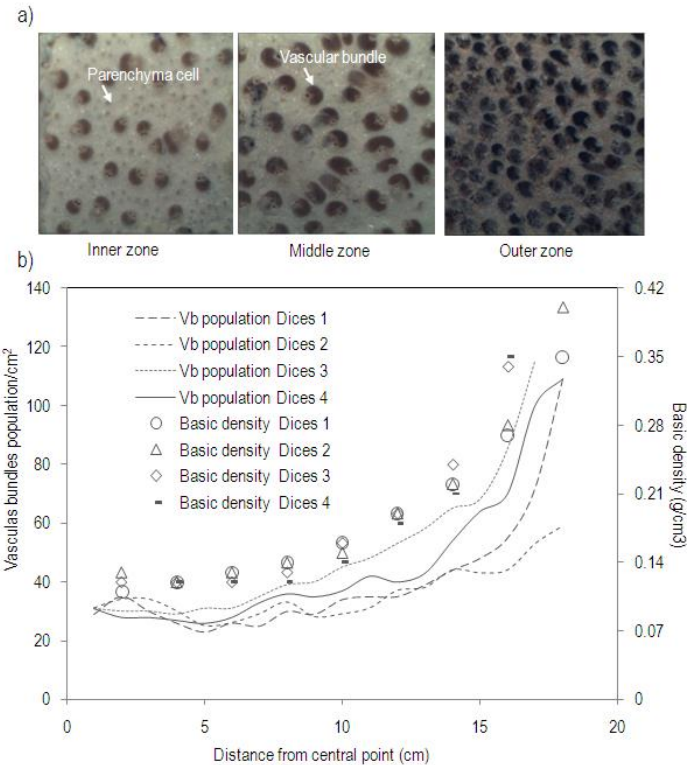 a)
Parenchyma cell
Vascular bundle
Inner zone
Middle zone
Outer zone
b)
140
120
100
80
60
40
20
0
Vasculas bundles population/cm²
Vb population Dices 1
Vb population Dices 2
Vb population Dices 3
Vb population Dices 4
Basic density Dices 1
Basic density Dices 2
Basic density Dices 3
Basic density Dices 4
0.42
0.35
0.28
0.21
0.14
0.07
0
Basic density (g/cm3)
0
5
10
15
20
Distance from central point (cm)